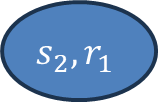 s₂, r₁